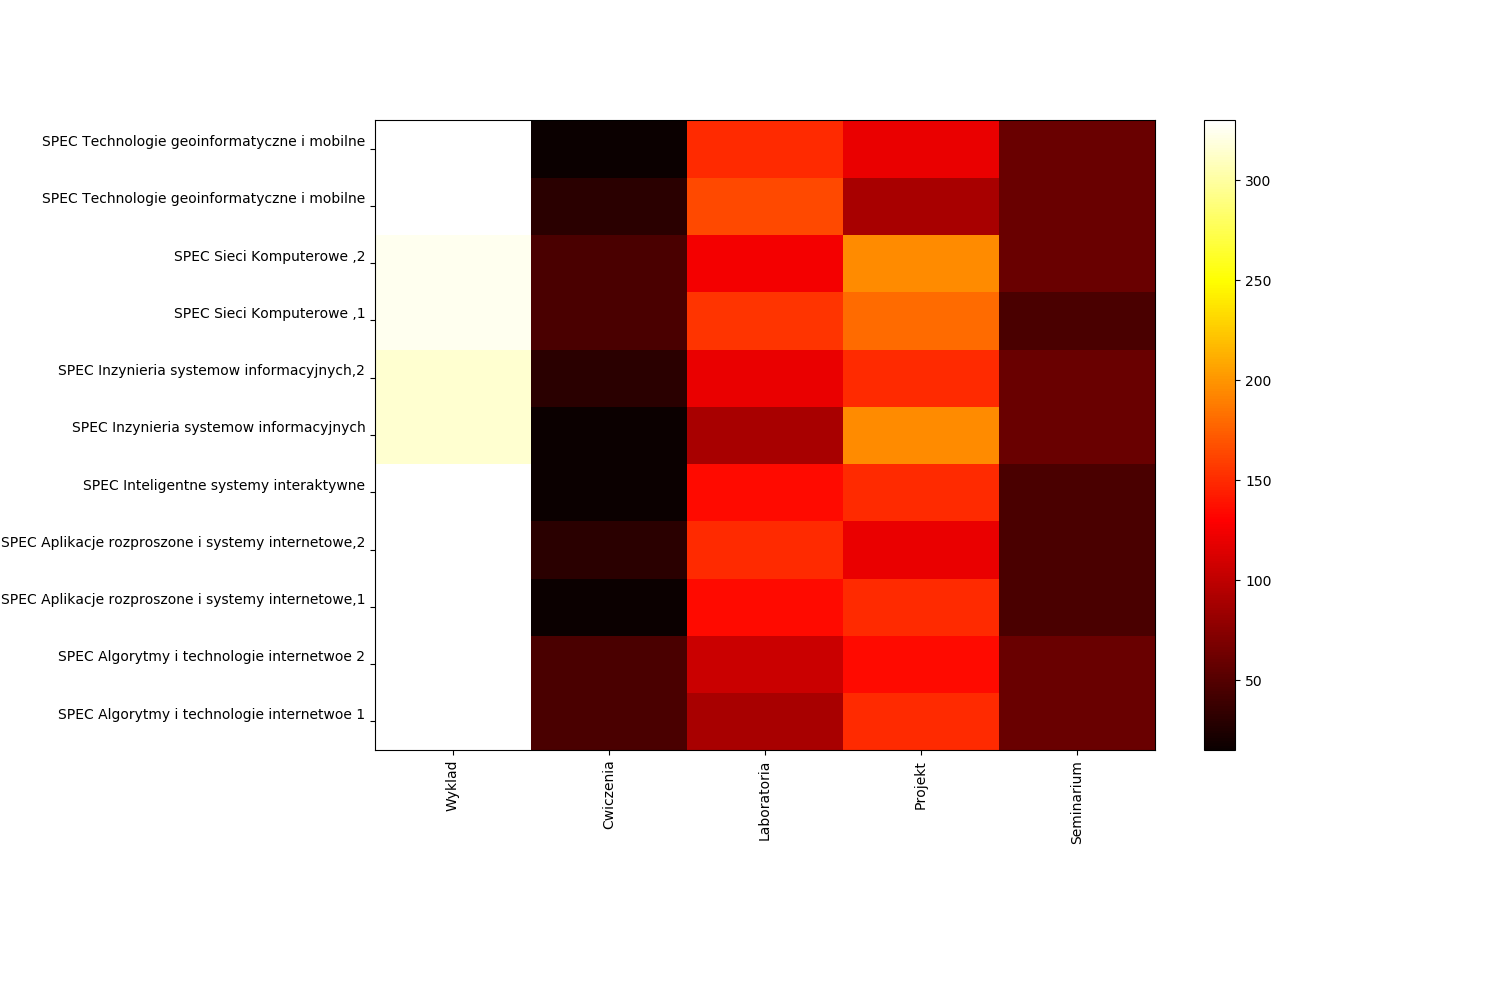 SPEC Technologie geoinformatyczne i mobilne
SPEC Technologie geoinformatyczne i mobilne
SPEC Sieci Komputerowe ,2
SPEC Sieci Komputerowe ,1
SPEC Inzynieria systemow informacyjnych,2
SPEC Inzynieria systemow informacyjnych
SPEC Inteligentne systemy interaktywne
SPEC Aplikacje rozproszone i systemy internetowe,2
SPEC Aplikacje rozproszone i systemy internetowe,1
SPEC Algorytmy i technologie internetwoe 2
SPEC Algorytmy i technologie internetwoe 1
Wyklad
Cwiczenia
Laboratoria
Projekt
Seminarium
300
250
200
150
100
50